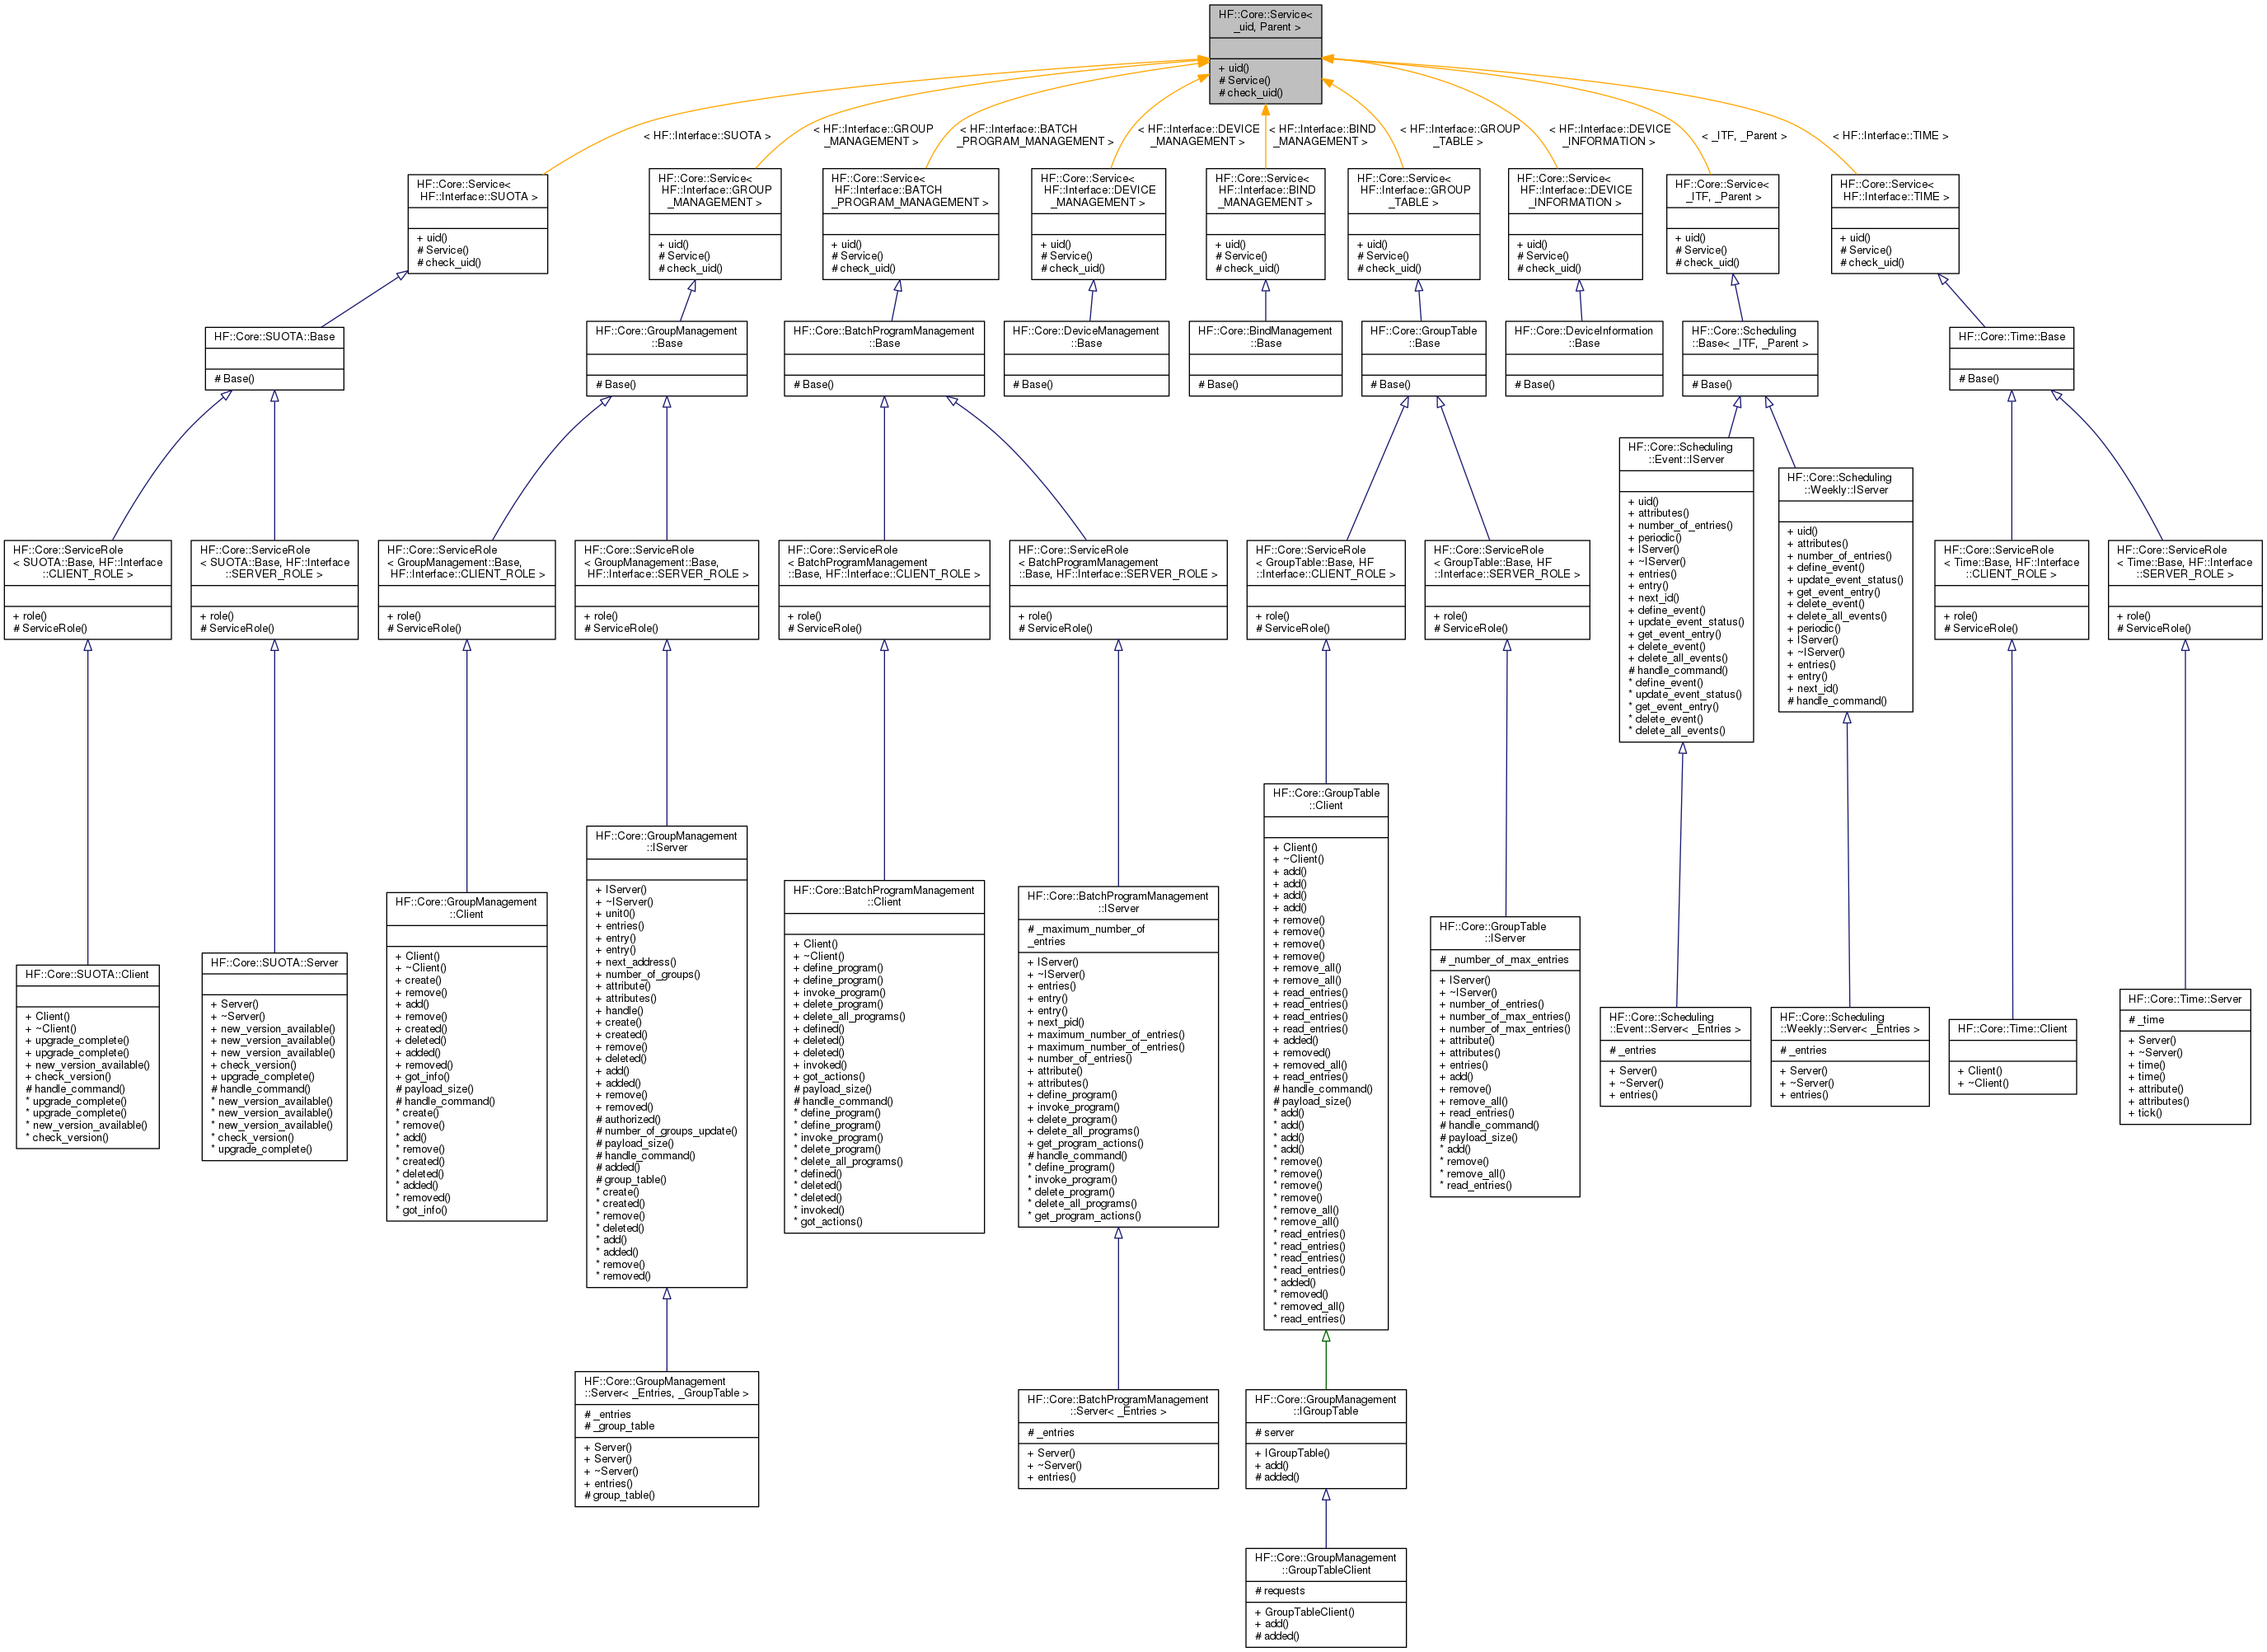 HF::Core::Service<
_uid, Parent >
+ uid()
# Service()
# check_uid()
< HF::Interface::SUOTA >
< HF::Interface::GROUP
_MANAGEMENT >
< HF::Interface::BATCH
_PROGRAM_MANAGEMENT >
< HF::Interface::DEVICE
_MANAGEMENT >
< HF::Interface::BIND
_MANAGEMENT >
< HF::Interface::GROUP
_TABLE >
< HF::Interface::DEVICE
_INFORMATION >
< _ITF, _Parent >
< HF::Interface::TIME >
HF::Core::Service<
HF::Interface::SUOTA >
+ uid()
# Service()
# check_uid()
HF::Core::Service<
HF::Interface::GROUP
_MANAGEMENT >
+ uid()
# Service()
# check_uid()
HF::Core::Service<
HF::Interface::BATCH
_PROGRAM_MANAGEMENT >
+ uid()
# Service()
# check_uid()
HF::Core::Service<
HF::Interface::DEVICE
_MANAGEMENT >
+ uid()
# Service()
# check_uid()
HF::Core::Service<
HF::Interface::BIND
_MANAGEMENT >
+ uid()
# Service()
# check_uid()
HF::Core::Service<
HF::Interface::GROUP
_TABLE >
+ uid()
# Service()
# check_uid()
HF::Core::Service<
HF::Interface::DEVICE
_INFORMATION >
+ uid()
# Service()
# check_uid()
HF::Core::Service<
_ITF, _Parent >
+ uid()
# Service()
# check_uid()
HF::Core::Service<
HF::Interface::TIME >
+ uid()
# Service()
# check_uid()
HF::Core::SUOTA::Base
# Base()
HF::Core::GroupManagement
::Base
# Base()
HF::Core::BatchProgramManagement
::Base
# Base()
HF::Core::DeviceManagement
::Base
# Base()
HF::Core::BindManagement
::Base
# Base()
HF::Core::GroupTable
::Base
# Base()
HF::Core::DeviceInformation
::Base
# Base()
HF::Core::Scheduling
::Base< _ITF, _Parent >
# Base()
HF::Core::Time::Base
# Base()
HF::Core::ServiceRole
< SUOTA::Base, HF::Interface
::CLIENT_ROLE >
+ role()
# ServiceRole()
HF::Core::ServiceRole
< SUOTA::Base, HF::Interface
::SERVER_ROLE >
+ role()
# ServiceRole()
HF::Core::ServiceRole
< GroupManagement::Base,
HF::Interface::CLIENT_ROLE >
+ role()
# ServiceRole()
HF::Core::ServiceRole
< GroupManagement::Base,
HF::Interface::SERVER_ROLE >
+ role()
# ServiceRole()
HF::Core::ServiceRole
< BatchProgramManagement
::Base, HF::Interface::CLIENT_ROLE >
+ role()
# ServiceRole()
HF::Core::ServiceRole
< BatchProgramManagement
::Base, HF::Interface::SERVER_ROLE >
+ role()
# ServiceRole()
HF::Core::ServiceRole
< GroupTable::Base, HF
::Interface::CLIENT_ROLE >
+ role()
# ServiceRole()
HF::Core::ServiceRole
< GroupTable::Base, HF
::Interface::SERVER_ROLE >
+ role()
# ServiceRole()
HF::Core::Scheduling
::Event::IServer
+ uid()
+ attributes()
+ number_of_entries()
+ periodic()
+ IServer()
+ ~IServer()
+ entries()
+ entry()
+ next_id()
+ define_event()
+ update_event_status()
+ get_event_entry()
+ delete_event()
+ delete_all_events()
# handle_command()
* define_event()
* update_event_status()
* get_event_entry()
* delete_event()
* delete_all_events()
HF::Core::Scheduling
::Weekly::IServer
+ uid()
+ attributes()
+ number_of_entries()
+ define_event()
+ update_event_status()
+ get_event_entry()
+ delete_event()
+ delete_all_events()
+ periodic()
+ IServer()
+ ~IServer()
+ entries()
+ entry()
+ next_id()
# handle_command()
HF::Core::ServiceRole
< Time::Base, HF::Interface
::CLIENT_ROLE >
+ role()
# ServiceRole()
HF::Core::ServiceRole
< Time::Base, HF::Interface
::SERVER_ROLE >
+ role()
# ServiceRole()
HF::Core::SUOTA::Client
+ Client()
+ ~Client()
+ upgrade_complete()
+ upgrade_complete()
+ new_version_available()
+ check_version()
# handle_command()
* upgrade_complete()
* upgrade_complete()
* new_version_available()
* check_version()
HF::Core::SUOTA::Server
+ Server()
+ ~Server()
+ new_version_available()
+ new_version_available()
+ new_version_available()
+ check_version()
+ upgrade_complete()
# handle_command()
* new_version_available()
* new_version_available()
* new_version_available()
* check_version()
* upgrade_complete()
HF::Core::GroupManagement
::Client
+ Client()
+ ~Client()
+ create()
+ remove()
+ add()
+ remove()
+ created()
+ deleted()
+ added()
+ removed()
+ got_info()
# payload_size()
# handle_command()
* create()
* remove()
* add()
* remove()
* created()
* deleted()
* added()
* removed()
* got_info()
HF::Core::GroupManagement
::IServer
+ IServer()
+ ~IServer()
+ unit0()
+ entries()
+ entry()
+ entry()
+ next_address()
+ number_of_groups()
+ attribute()
+ attributes()
+ handle()
+ create()
+ created()
+ remove()
+ deleted()
+ add()
+ added()
+ remove()
+ removed()
# authorized()
# number_of_groups_update()
# payload_size()
# handle_command()
# added()
# group_table()
* create()
* created()
* remove()
* deleted()
* add()
* added()
* remove()
* removed()
HF::Core::BatchProgramManagement
::Client
+ Client()
+ ~Client()
+ define_program()
+ define_program()
+ invoke_program()
+ delete_program()
+ delete_all_programs()
+ defined()
+ deleted()
+ deleted()
+ invoked()
+ got_actions()
# payload_size()
# handle_command()
* define_program()
* define_program()
* invoke_program()
* delete_program()
* delete_all_programs()
* defined()
* deleted()
* deleted()
* invoked()
* got_actions()
HF::Core::BatchProgramManagement
::IServer
# _maximum_number_of
_entries
+ IServer()
+ ~IServer()
+ entries()
+ entry()
+ entry()
+ next_pid()
+ maximum_number_of_entries()
+ maximum_number_of_entries()
+ number_of_entries()
+ attribute()
+ attributes()
+ define_program()
+ invoke_program()
+ delete_program()
+ delete_all_programs()
+ get_program_actions()
# handle_command()
* define_program()
* invoke_program()
* delete_program()
* delete_all_programs()
* get_program_actions()
HF::Core::GroupTable
::Client
+ Client()
+ ~Client()
+ add()
+ add()
+ add()
+ add()
+ remove()
+ remove()
+ remove()
+ remove()
+ remove_all()
+ remove_all()
+ read_entries()
+ read_entries()
+ read_entries()
+ read_entries()
+ added()
+ removed()
+ removed_all()
+ read_entries()
# handle_command()
# payload_size()
* add()
* add()
* add()
* add()
* remove()
* remove()
* remove()
* remove()
* remove_all()
* remove_all()
* read_entries()
* read_entries()
* read_entries()
* read_entries()
* added()
* removed()
* removed_all()
* read_entries()
HF::Core::GroupTable
::IServer
# _number_of_max_entries
+ IServer()
+ ~IServer()
+ number_of_entries()
+ number_of_max_entries()
+ number_of_max_entries()
+ attribute()
+ attributes()
+ entries()
+ add()
+ remove()
+ remove_all()
+ read_entries()
# handle_command()
# payload_size()
* add()
* remove()
* remove_all()
* read_entries()
HF::Core::Scheduling
::Event::Server< _Entries >
# _entries
+ Server()
+ ~Server()
+ entries()
HF::Core::Scheduling
::Weekly::Server< _Entries >
# _entries
+ Server()
+ ~Server()
+ entries()
HF::Core::Time::Client
+ Client()
+ ~Client()
HF::Core::Time::Server
# _time
+ Server()
+ ~Server()
+ time()
+ time()
+ attribute()
+ attributes()
+ tick()
HF::Core::GroupManagement
::Server< _Entries, _GroupTable >
# _entries
# _group_table
+ Server()
+ Server()
+ ~Server()
+ entries()
# group_table()
HF::Core::BatchProgramManagement
::Server< _Entries >
# _entries
+ Server()
+ ~Server()
+ entries()
HF::Core::GroupManagement
::IGroupTable
# server
+ IGroupTable()
+ add()
# added()
HF::Core::GroupManagement
::GroupTableClient
# requests
+ GroupTableClient()
+ add()
# added()